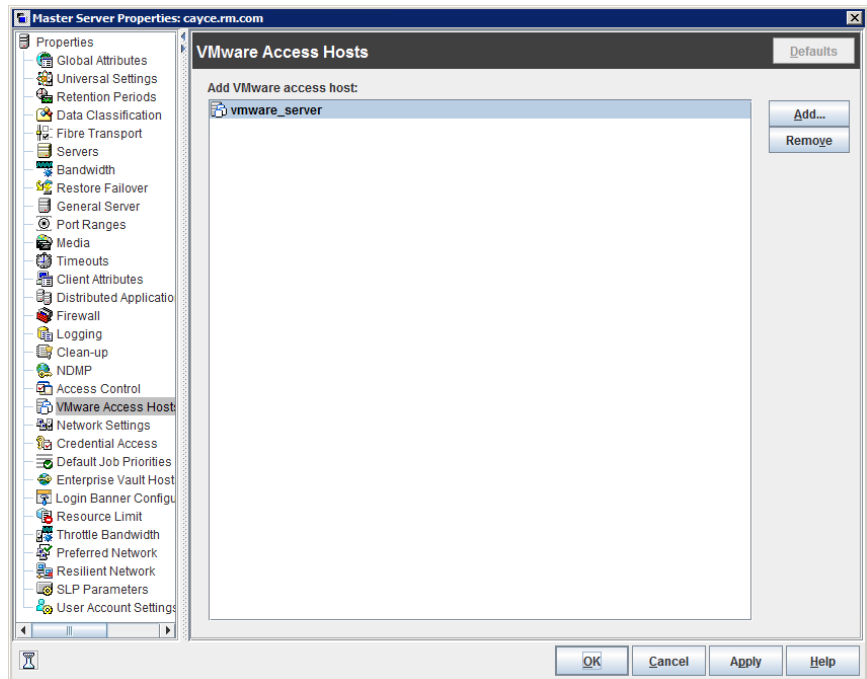 Master Server Properties: cayce.rm.com
Properties
Global Attributes
Universal Settings
Retention Periods
Data Classification
Fibre Transport
Servers
Bandwidth
Restore Failover
General Server
Port Ranges
Media
Timeouts
Client Attributes
Distributed Applicatio
Firewall
Logging
Clean-up
NDMP
Access Control
VMware Access Hosts
Network Settings
Credential Access
Default Job Priorities
Enterprise Vault Host
Login Banner Configu
Resource Limit
Throttle Bandwidth
Preferred Network
Resilient Network
SLP Parameters
User Account Settings
VMware Access Hosts
Defaults
Add VMware access host:
vmware_server
Add...
Remove
OK
Cancel
Apply
Help